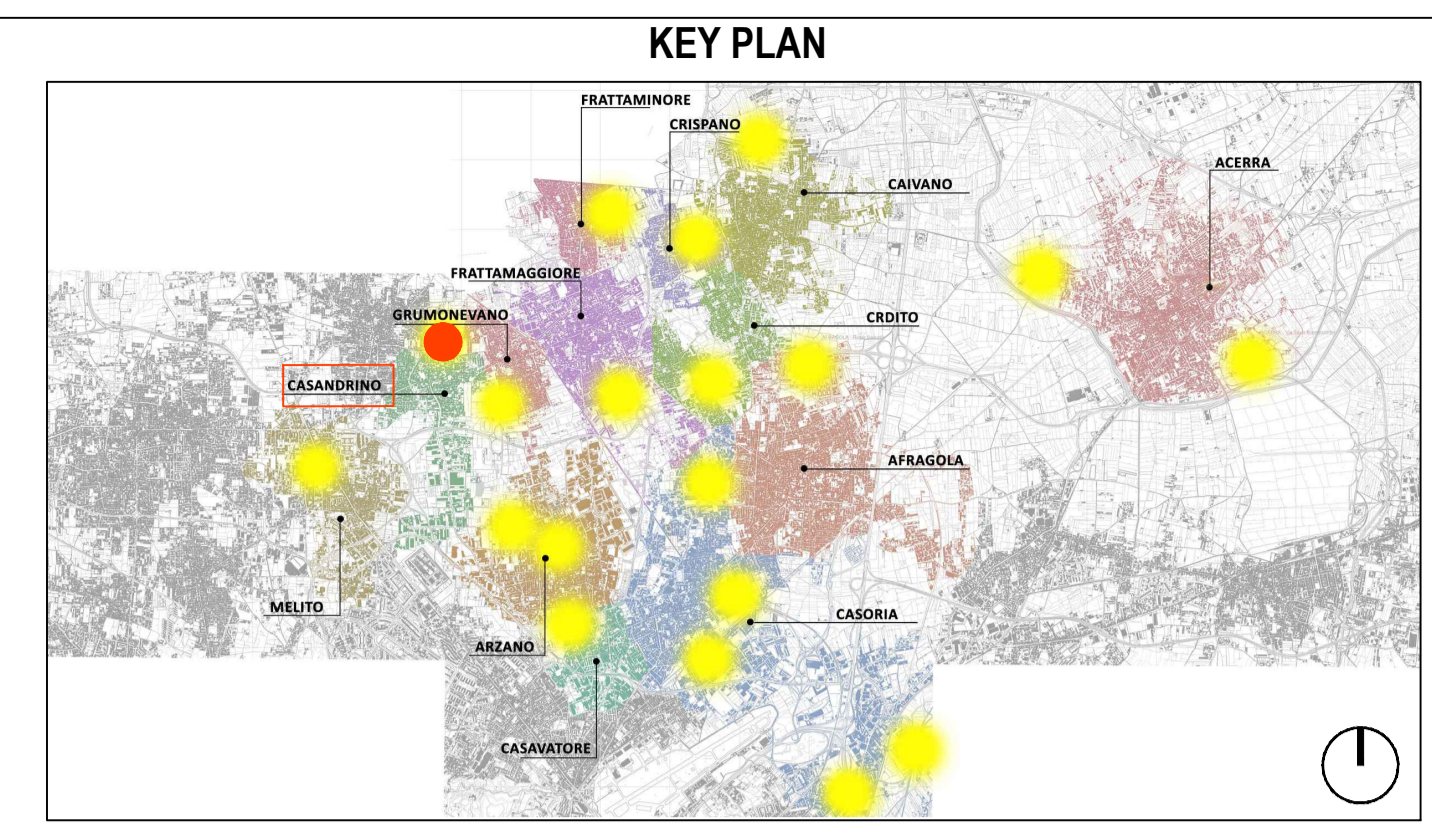 KEY PLAN
FRATTAMINORE
CRISPANO
ACERRA
CAIVANO
FRATTAMAGGIORE
GRUMONEVANO
CRDITO
CASANDRINO
AFRAGOLA
MELITO
CASORIA
ARZANO
CASAVATORE